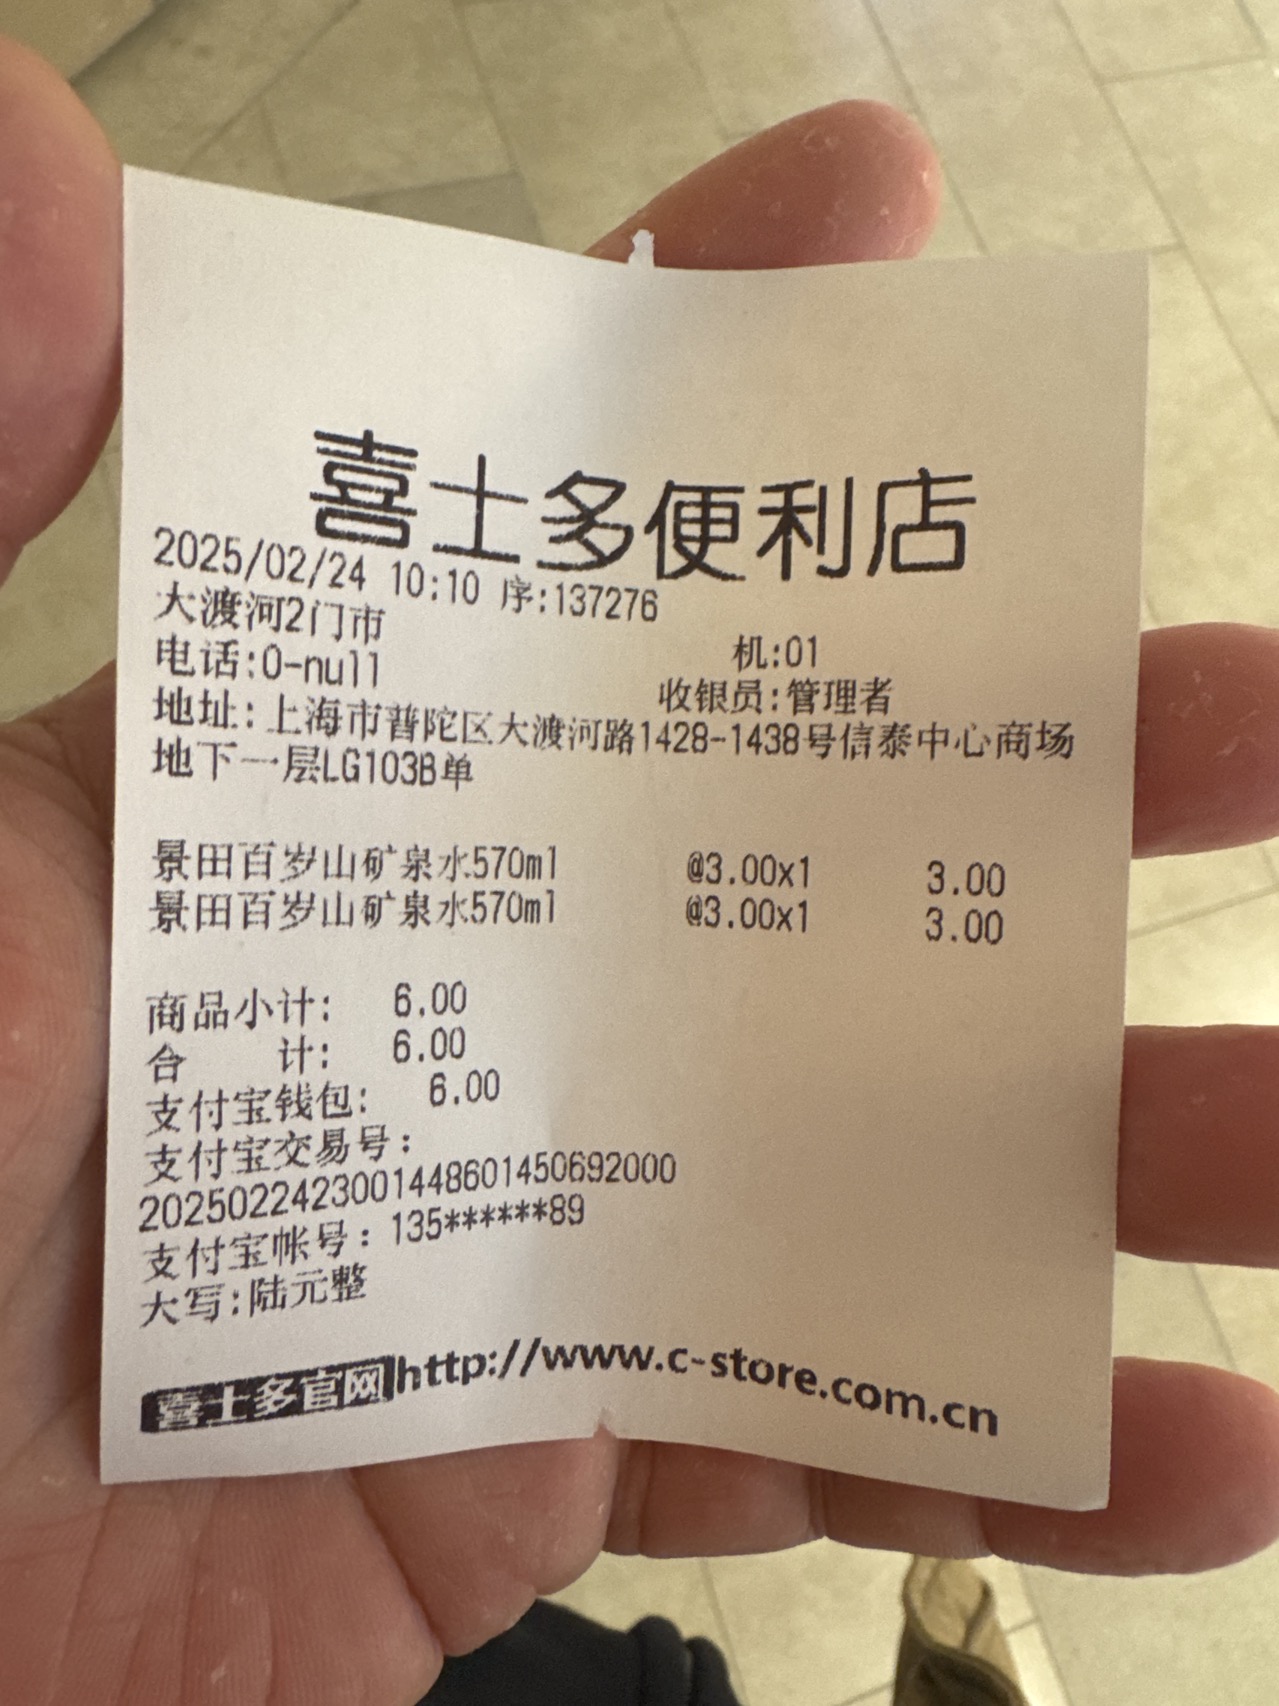 喜士多便利店
2025/02/24 10:10 序:137276
大渡河2门市 机:01
电话:0-null 收银员:管理者
地址:上海市普陀区大渡河路1428-1438号信泰中心商场
地下一层LG103B单
景田百岁山矿泉水570ml @3.00x1 3.00
景田百岁山矿泉水570ml @3.00x1 3.00
商品小计: 6.00
合 计: 6.00
支付宝钱包: 6.00
支付宝交易号:
2025022423001448601450692000
支付宝帐号:135******89
大写:陆元整
喜士多官网http://www.c-store.com.cn